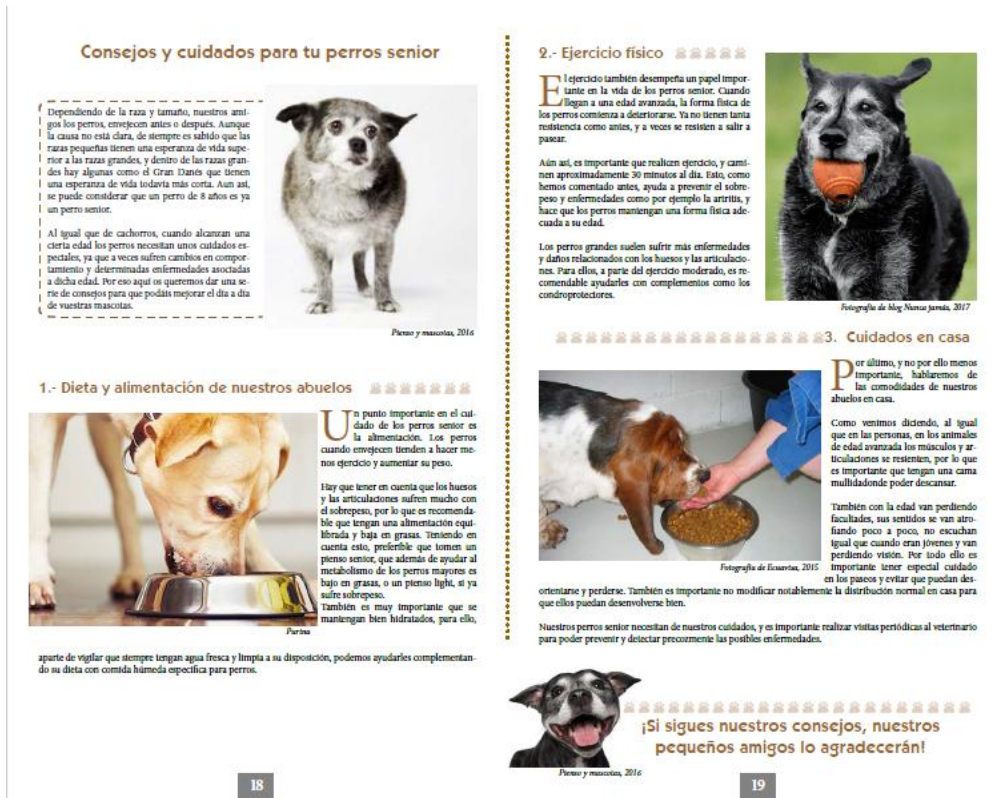 Consejos y cuidados para tu perros senior
Dependiendo de la raza y tamaño, nuestros ami-
gos los perros, envejecen antes o después. Aunque
la causa no está clara, de siempre es sabido que las
razas pequeñas tienen una esperanza de vida supe-
rior a las razas grandes, y dentro de las razas gran-
des hay algunas como el Gran Danés que tienen
una esperanza de vida todavía más corta. Aun así,
se puede considerar que un perro de 8 años es ya
un perro senior.
Al igual que de cachorros, cuando alcanzan una
cierta edad los perros necesitan unos cuidados es-
peciales, ya que a veces sufren cambios en compor-
tamiento y determinadas enfermedades asociadas
a dicha edad. Por eso aquí os queremos dar una se-
rie de consejos para que podáis mejorar el día a día
de vuestras mascotas.
Pienso y mascotas, 2016
1.- Dieta y alimentación de nuestros abuelos
Un punto importante en el cui-
dado de los perros senior es
la alimentación. Los perros
cuando envejecen tienden a hacer me-
nos ejercicio y aumentar su peso.
Hay que tener en cuenta que los huesos
y las articulaciones sufren mucho con
el sobrepeso, por lo que es recomenda-
ble que tengan una alimentación equi-
librada y baja en grasas. Teniendo en
cuenta esto, preferible que tomen un
pienso senior, que además de ayudar al
metabolismo de los perros mayores es
bajo en grasas, o un pienso light, si ya
sufre sobrepeso.
También es muy importante que se
mantengan bien hidratados, para ello,
Purina
aparte de vigilar que siempre tengan agua fresca y limpia a su disposición, podemos ayudarles complementan-
do su dieta con comida húmeda específica para perros.
18
2.- Ejercicio físico
El ejercicio también desempeña un papel impor-
tante en la vida de los perros senior. Cuando
llegan a una edad avanzada, la forma física de
los perros comienza a deteriorarse. Ya no tienen tanta
resistencia como antes, y a veces se resisten a salir a
pasear.
Aún así, es importante que realicen ejercicio, y cami-
nen aproximadamente 30 minutos al día. Esto, como
hemos comentado antes, ayuda a prevenir el sobre-
peso y enfermedades como por ejemplo la artritis, y
hace que los perros mantengan una forma física ade-
cuada a su edad.
Los perros grandes suelen sufrir más enfermedades
y daños relacionados con los huesos y las articulacio-
nes. Para ellos, a parte del ejercicio moderado, es re-
comendable ayudarles con complementos como los
condroprotectores.
Fotografía de blog Nunca jamás, 2017
3. Cuidados en casa
Por último, y no por ello menos
importante, hablaremos de
las comodidades de nuestros
abuelos en casa.
Como venimos diciendo, al igual
que en las personas, en los animales
de edad avanzada los músculos y ar-
ticulaciones se resienten, por lo que
es importante que tengan una cama
mullidadonde poder descansar.
También con la edad van perdiendo
facultades, sus sentidos se van atro-
fiando poco a poco, no escuchan
igual que cuando eran jóvenes y van
perdiendo visión. Por todo ello es
importante tener especial cuidado
en los paseos y evitar que puedan des-
Fotografía de Ecuavisa, 2015
orientarse y perderse. También es importante no modificar notablemente la distribución normal en casa para
que ellos puedan desenvolverse bien.
Nuestros perros senior necesitan de nuestros cuidados, y es importante realizar visitas periódicas al veterinario
para poder prevenir y detectar precozmente las posibles enfermedades.
¡Si sigues nuestros consejos, nuestros
pequeños amigos lo agradecerán!
Pienso y mascotas, 2016
19